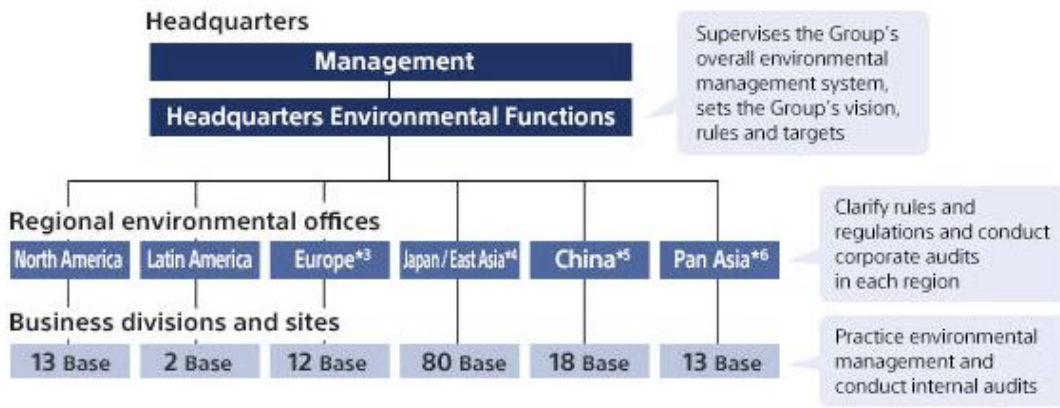 Headquarters
Management
Headquarters Environmental Functions
Supervises the Group's
overall environmental
management system,
sets the Group's vision,
rules and targets
Regional environmental offices
North America
Latin America
Europe*3
Japan / East Asia*4
China*5
Pan Asia*6
Clarify rules and
regulations and conduct
corporate audits
in each region
Business divisions and sites
13 Base
2 Base
12 Base
80 Base
18 Base
13 Base
Practice environmental
management and
conduct internal audits